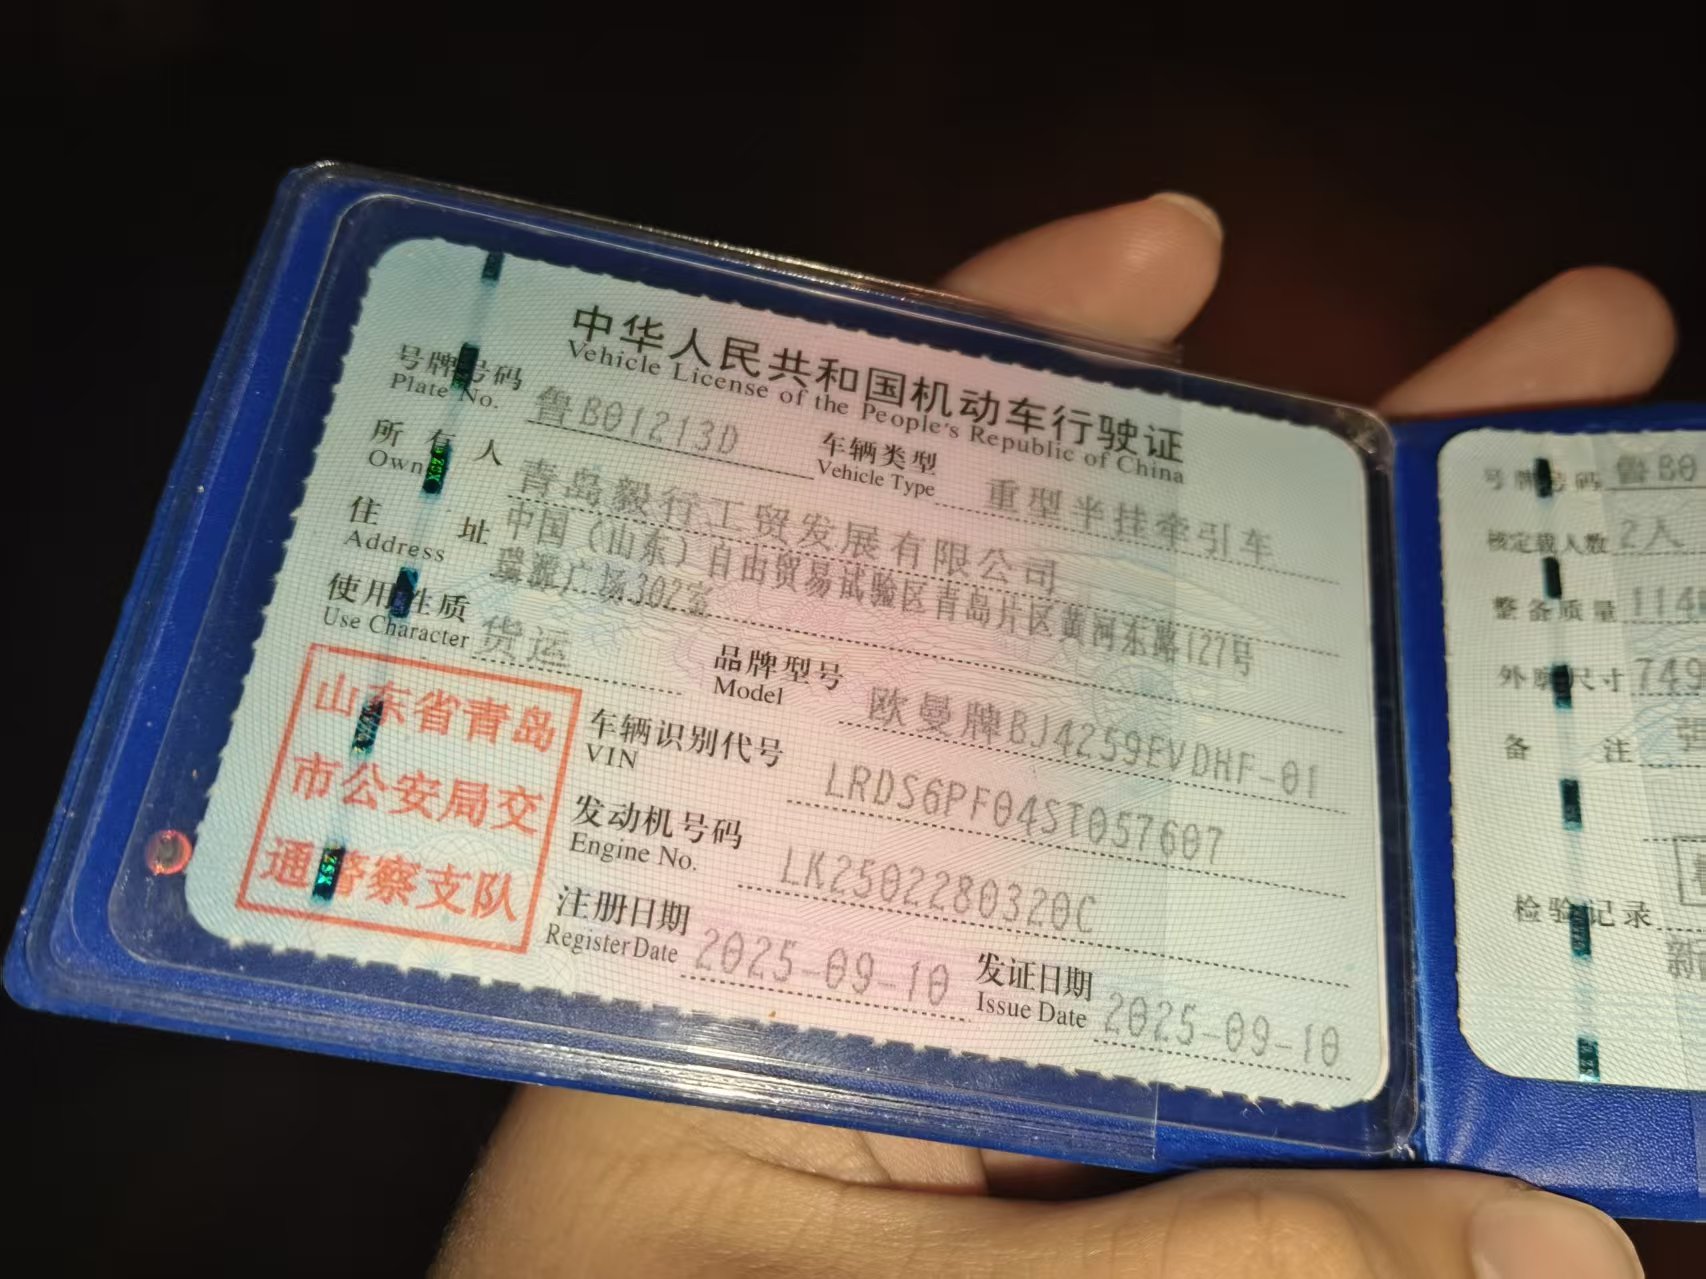 中华人民共和国机动车行驶证
Vehicle License of the People's Republic of China
号牌号码 鲁B01213D 车辆类型 重型半挂牵引车
Plate No. Vehicle Type
所有人 青岛毅行工贸发展有限公司
Owner
住址 中国（山东）自由贸易试验区青岛片区黄河东路127号
Address 瑞源广场302室
使用性质 货运 品牌型号 欧曼牌BJ4259EVDHF-01
Use Character Model
车辆识别代号 LRDS6PF04ST057607
VIN
发动机号码 LK2502280320C
Engine No.
注册日期 2025-09-10 发证日期 2025-09-10
Register Date Issue Date
山东省青岛
市公安局交
通警察支队
号牌号码 鲁B0
核定载人数 2人
整备质量 114
外廓尺寸 749
备注
检验记录
新